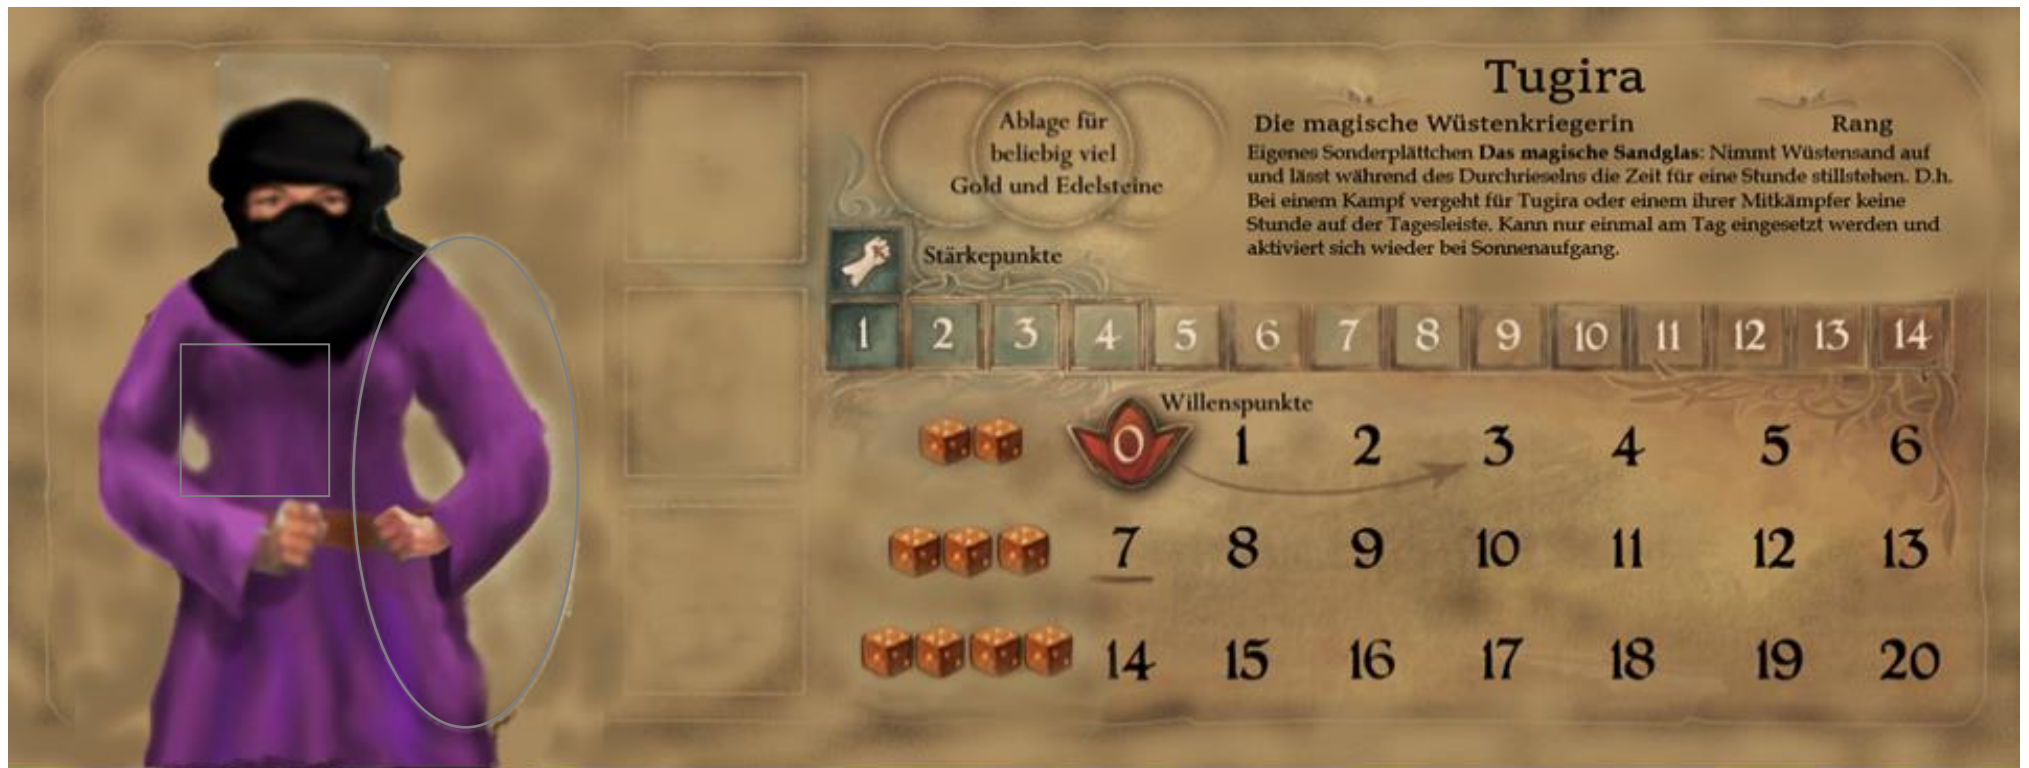 Tugira
Die magische Wüstenkriegerin Rang
Eigenes Sonderplättchen Das magische Sandglas: Nimmt Wüstensand auf
und lässt während des Durchrieselns die Zeit für eine Stunde stillstehen. D.h.
Bei einem Kampf vergeht für Tugira oder einem ihrer Mitkämpfer keine
Stunde auf der Tagesleiste. Kann nur einmal am Tag eingesetzt werden und
aktiviert sich wieder bei Sonnenaufgang.
Ablage für
beliebig viel
Gold und Edelsteine
Stärkepunkte
1 2 3 4 5 6 7 8 9 10 11 12 13 14
Willenspunkte
0 1 2 3 4 5 6
7 8 9 10 11 12 13
14 15 16 17 18 19 20